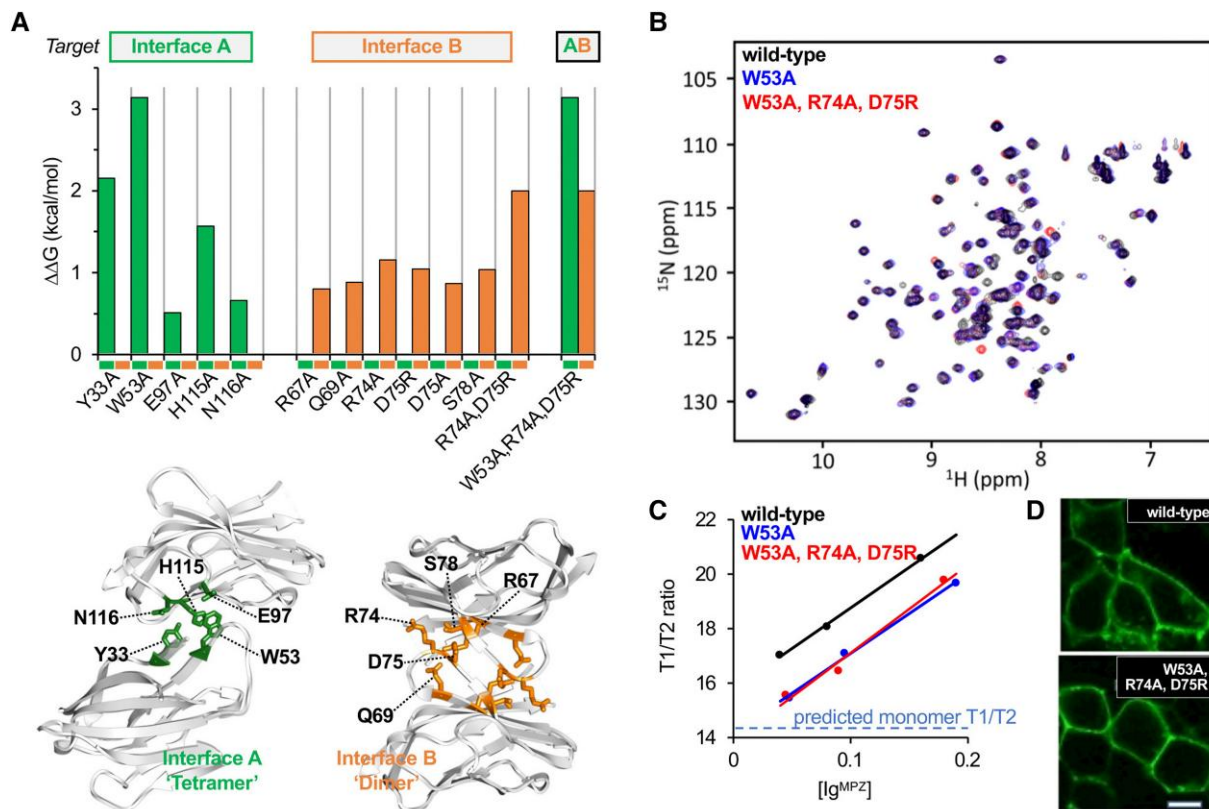 A
Target
Interface A
Interface B
AB
3
2
1
0
ΔΔG (kcal/mol)
Y33A
W53A
E97A
H115A
N116A
R67A
Q69A
R74A
D75R
D75A
S78A
R74A,D75R
W53A,R74A,D75R
H115
N116
E97
Y33
W53
Interface A
'Tetramer'
S78
R67
R74
D75
Q69
Interface B
'Dimer'
B
wild-type
W53A
W53A, R74A, D75R
105
110
115
120
125
130
15N (ppm)
10
9
8
7
1H (ppm)
C
wild-type
W53A
W53A, R74A, D75R
22
20
18
16
14
T1/T2 ratio
predicted monomer T1/T2
0
0.1
0.2
[IgMPZ]
D
wild-type
W53A,
R74A, D75R